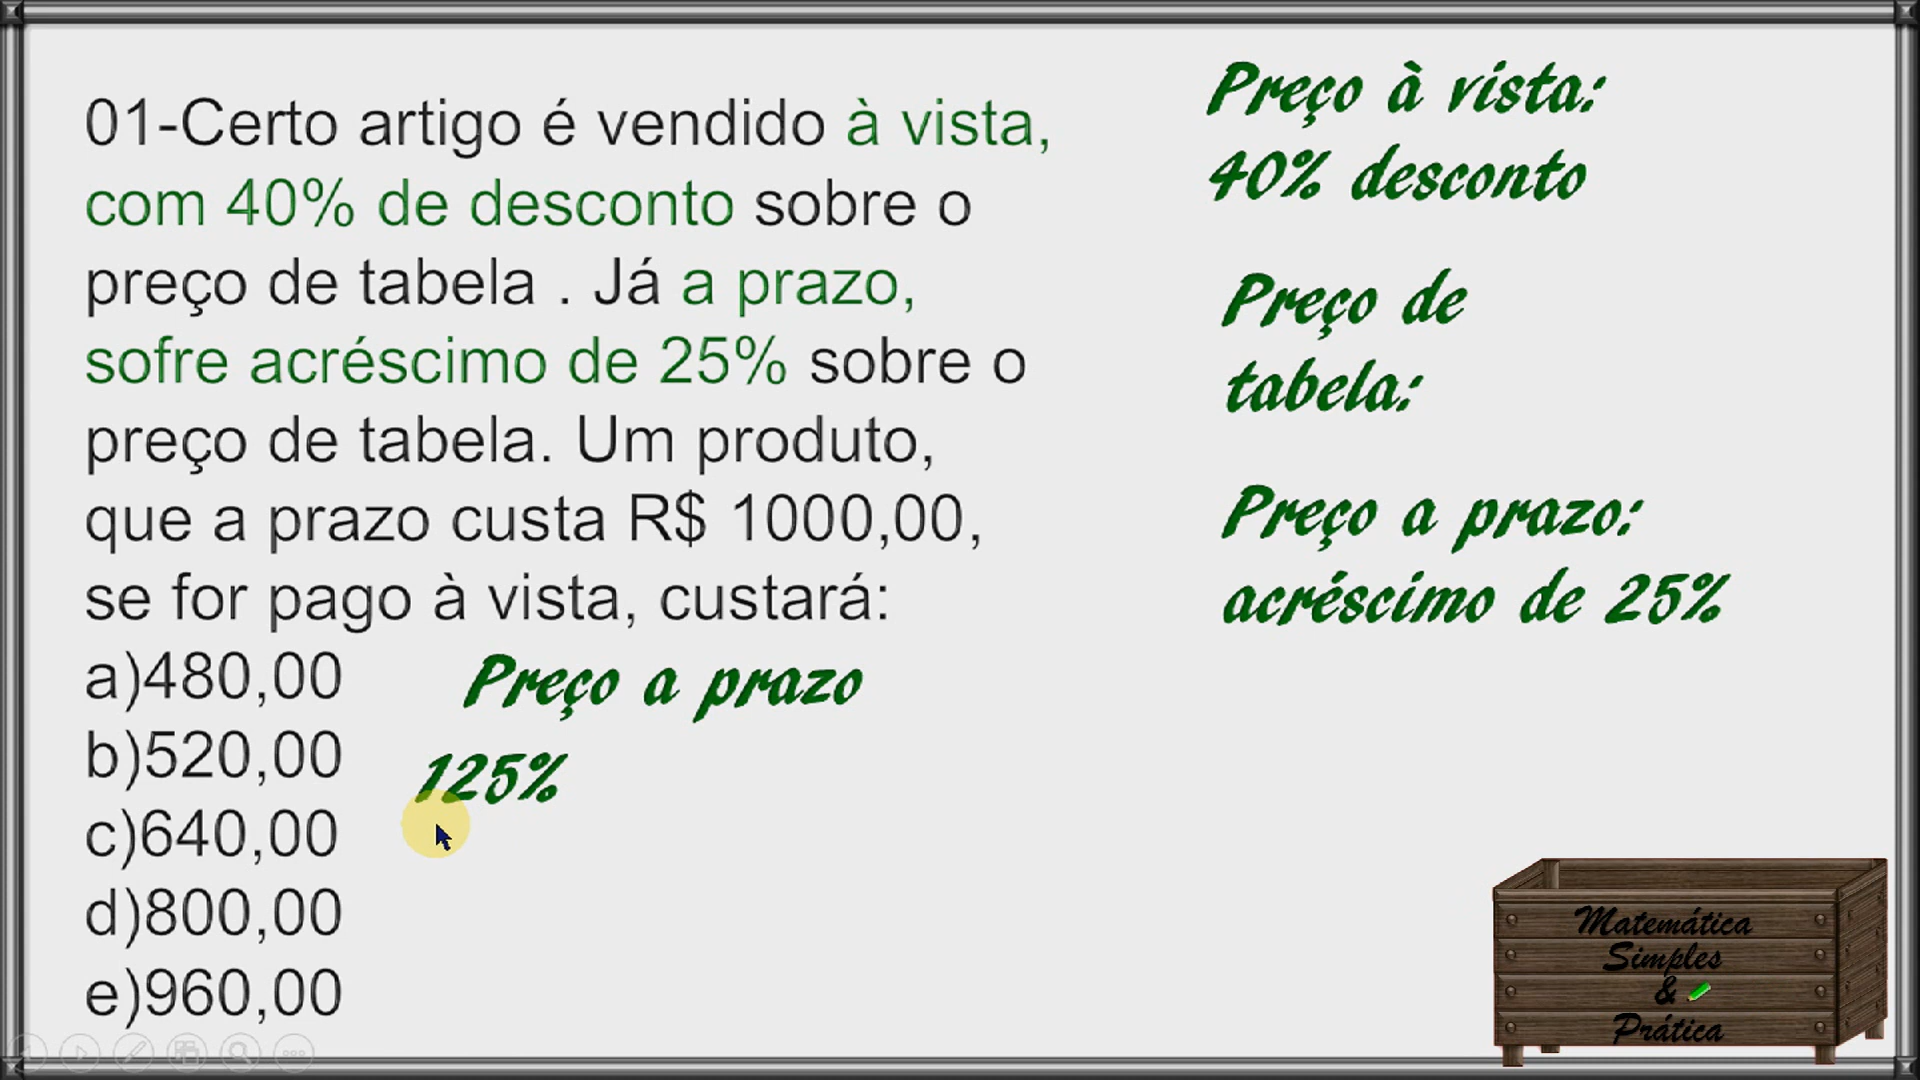 01-Certo artigo é vendido à vista,
com 40% de desconto sobre o
preço de tabela . Já a prazo,
sofre acréscimo de 25% sobre o
preço de tabela. Um produto,
que a prazo custa R$ 1000,00,
se for pago à vista, custará:
a)480,00
b)520,00
c)640,00
d)800,00
e)960,00
Preço a prazo
125%
Preço à vista:
40% desconto
Preço de
tabela:
Preço a prazo:
acréscimo de 25%
Matemática
Simples
&
Prática